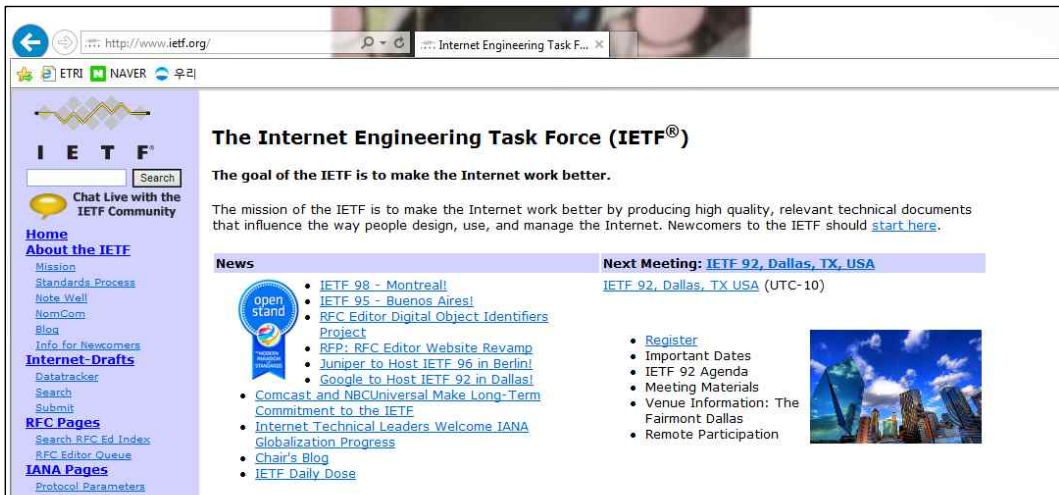 http://www.ietf.org/
Internet Engineering Task F...
ETRI NAVER 우리
I E T F®
Search
Chat Live with the
IETF Community
Home
About the IETF
Mission
Standards Process
Note Well
NomCom
Blog
Info for Newcomers
Internet-Drafts
Datatracker
Search
Submit
RFC Pages
Search RFC Ed Index
RFC Editor Queue
IANA Pages
Protocol Parameters
The Internet Engineering Task Force (IETF®)
The goal of the IETF is to make the Internet work better.
The mission of the IETF is to make the Internet work better by producing high quality, relevant technical documents
that influence the way people design, use, and manage the Internet. Newcomers to the IETF should start here.
News
open
stand
IETF 98 - Montreal!
IETF 95 - Buenos Aires!
RFC Editor Digital Object Identifiers
Project
RFP: RFC Editor Website Revamp
Juniper to Host IETF 96 in Berlin!
Google to Host IETF 92 in Dallas!
Comcast and NBCUniversal Make Long-Term
Commitment to the IETF
Internet Technical Leaders Welcome IANA
Globalization Progress
Chair's Blog
IETF Daily Dose
Next Meeting: IETF 92, Dallas, TX, USA
IETF 92, Dallas, TX USA (UTC-10)
Register
Important Dates
IETF 92 Agenda
Meeting Materials
Venue Information: The
Fairmont Dallas
Remote Participation